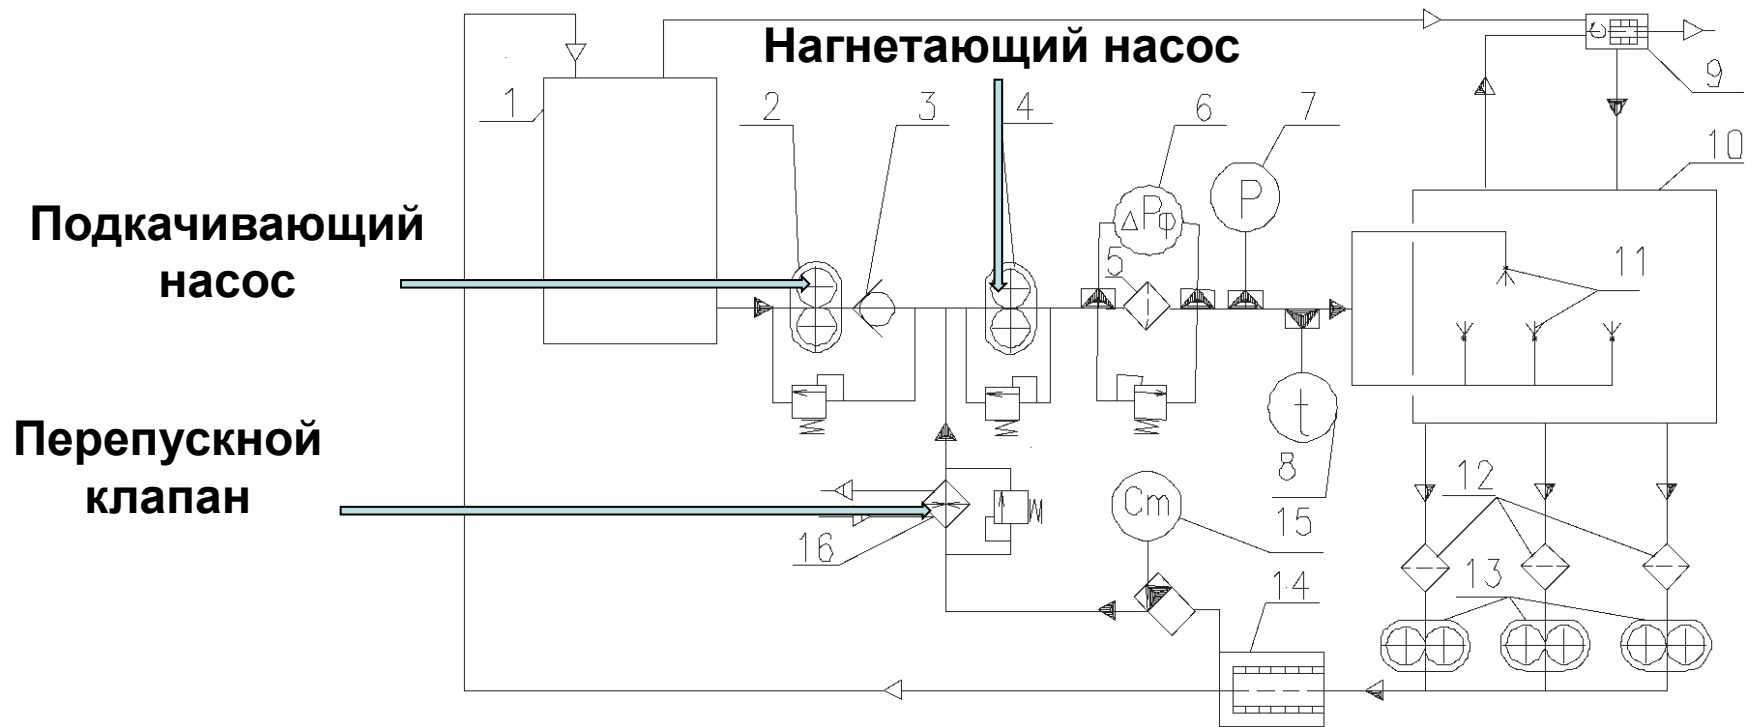 Нагнетающий насос
9
1
2
3
4
6
7
10
Подкачивающий
насос
ΔPф
P
5
11
t
Перепускной
клапан
8
12
Cm
15
16
13
14